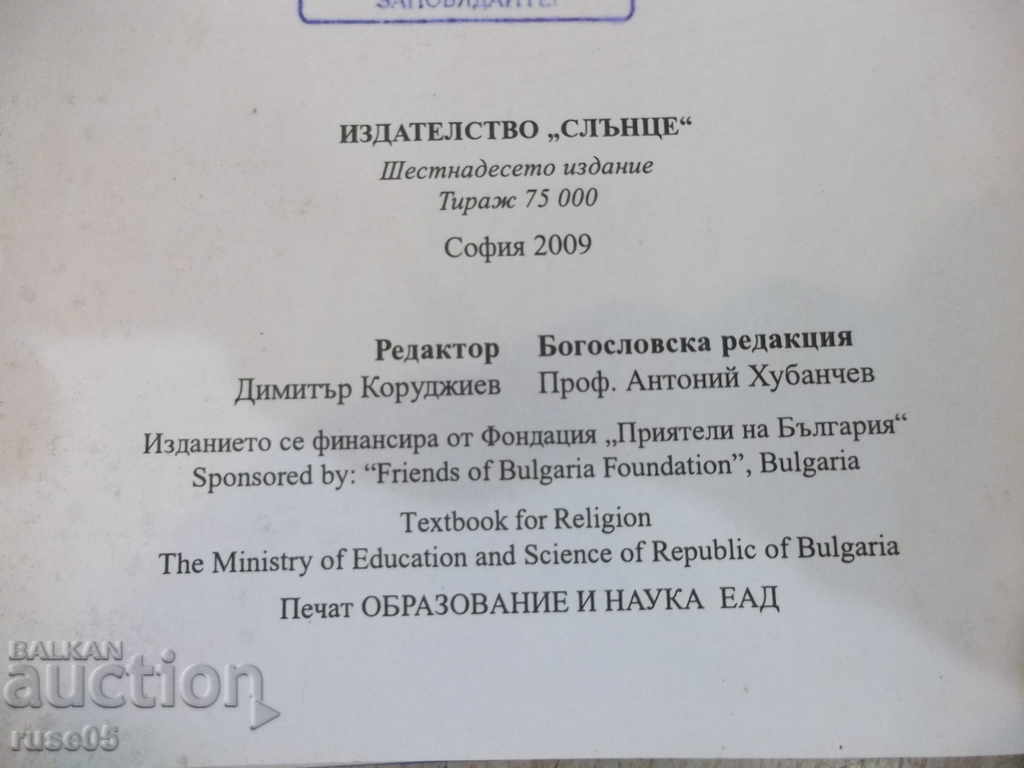 ИЗДАТЕЛСТВО „СЛЪНЦЕ“
Шестнадесето издание
Тираж 75 000
София 2009
Редактор Богословска редакция
Димитър Коруджиев Проф. Антоний Хубанчев
Изданието се финансира от Фондация „Приятели на България“
Sponsored by: “Friends of Bulgaria Foundation”, Bulgaria
Textbook for Religion
The Ministry of Education and Science of Republic of Bulgaria
Печат ОБРАЗОВАНИЕ И НАУКА ЕАД
BALKAN
auction
ruse05